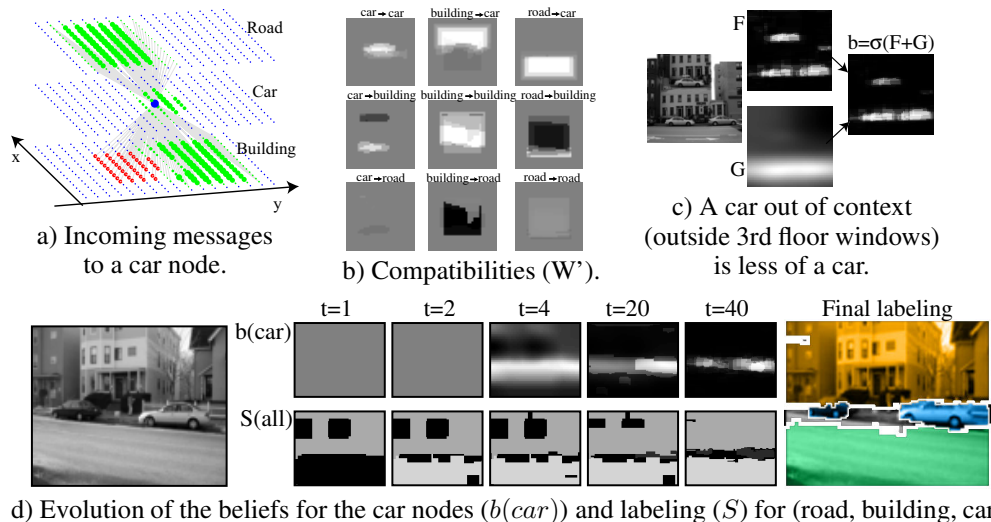 Road
Car
Building
x
y
a) Incoming messages
to a car node.
car→car building→car road→car
car→building building→building road→building
car→road building→road road→road
b) Compatibilities (W').
F
b=σ(F+G)
G
c) A car out of context
(outside 3rd floor windows)
is less of a car.
t=1 t=2 t=4 t=20 t=40 Final labeling
b(car)
S(all)
d) Evolution of the beliefs for the car nodes (b(car)) and labeling (S) for (road, building, car